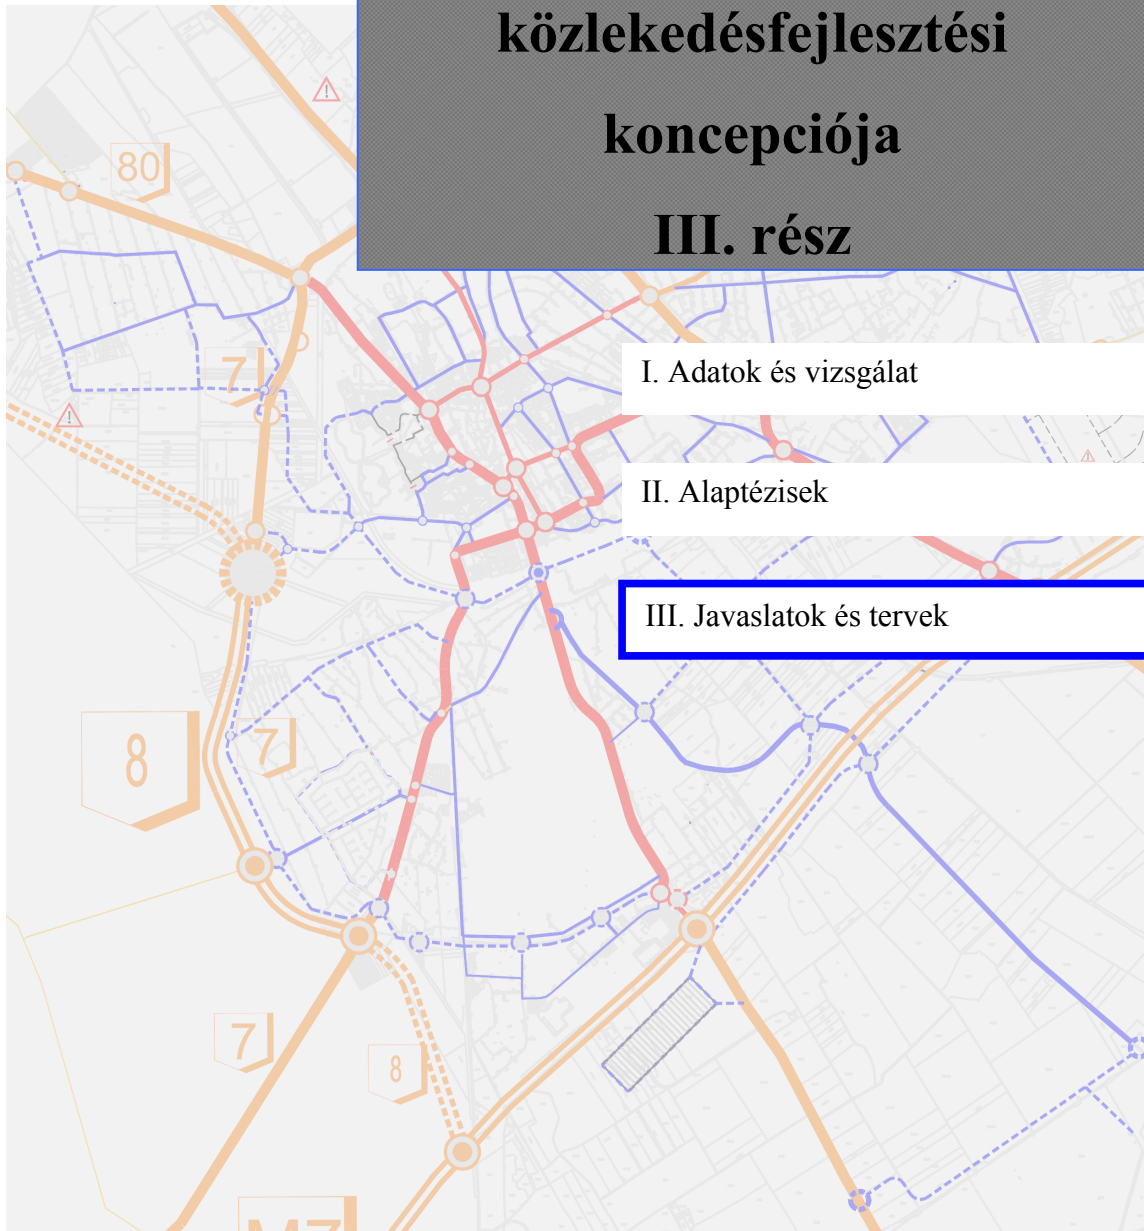 közlekedésfejlesztési
koncepciója
III. rész
80
I. Adatok és vizsgálat
7
II. Alaptézisek
III. Javaslatok és tervek
8
7
7
8
M7